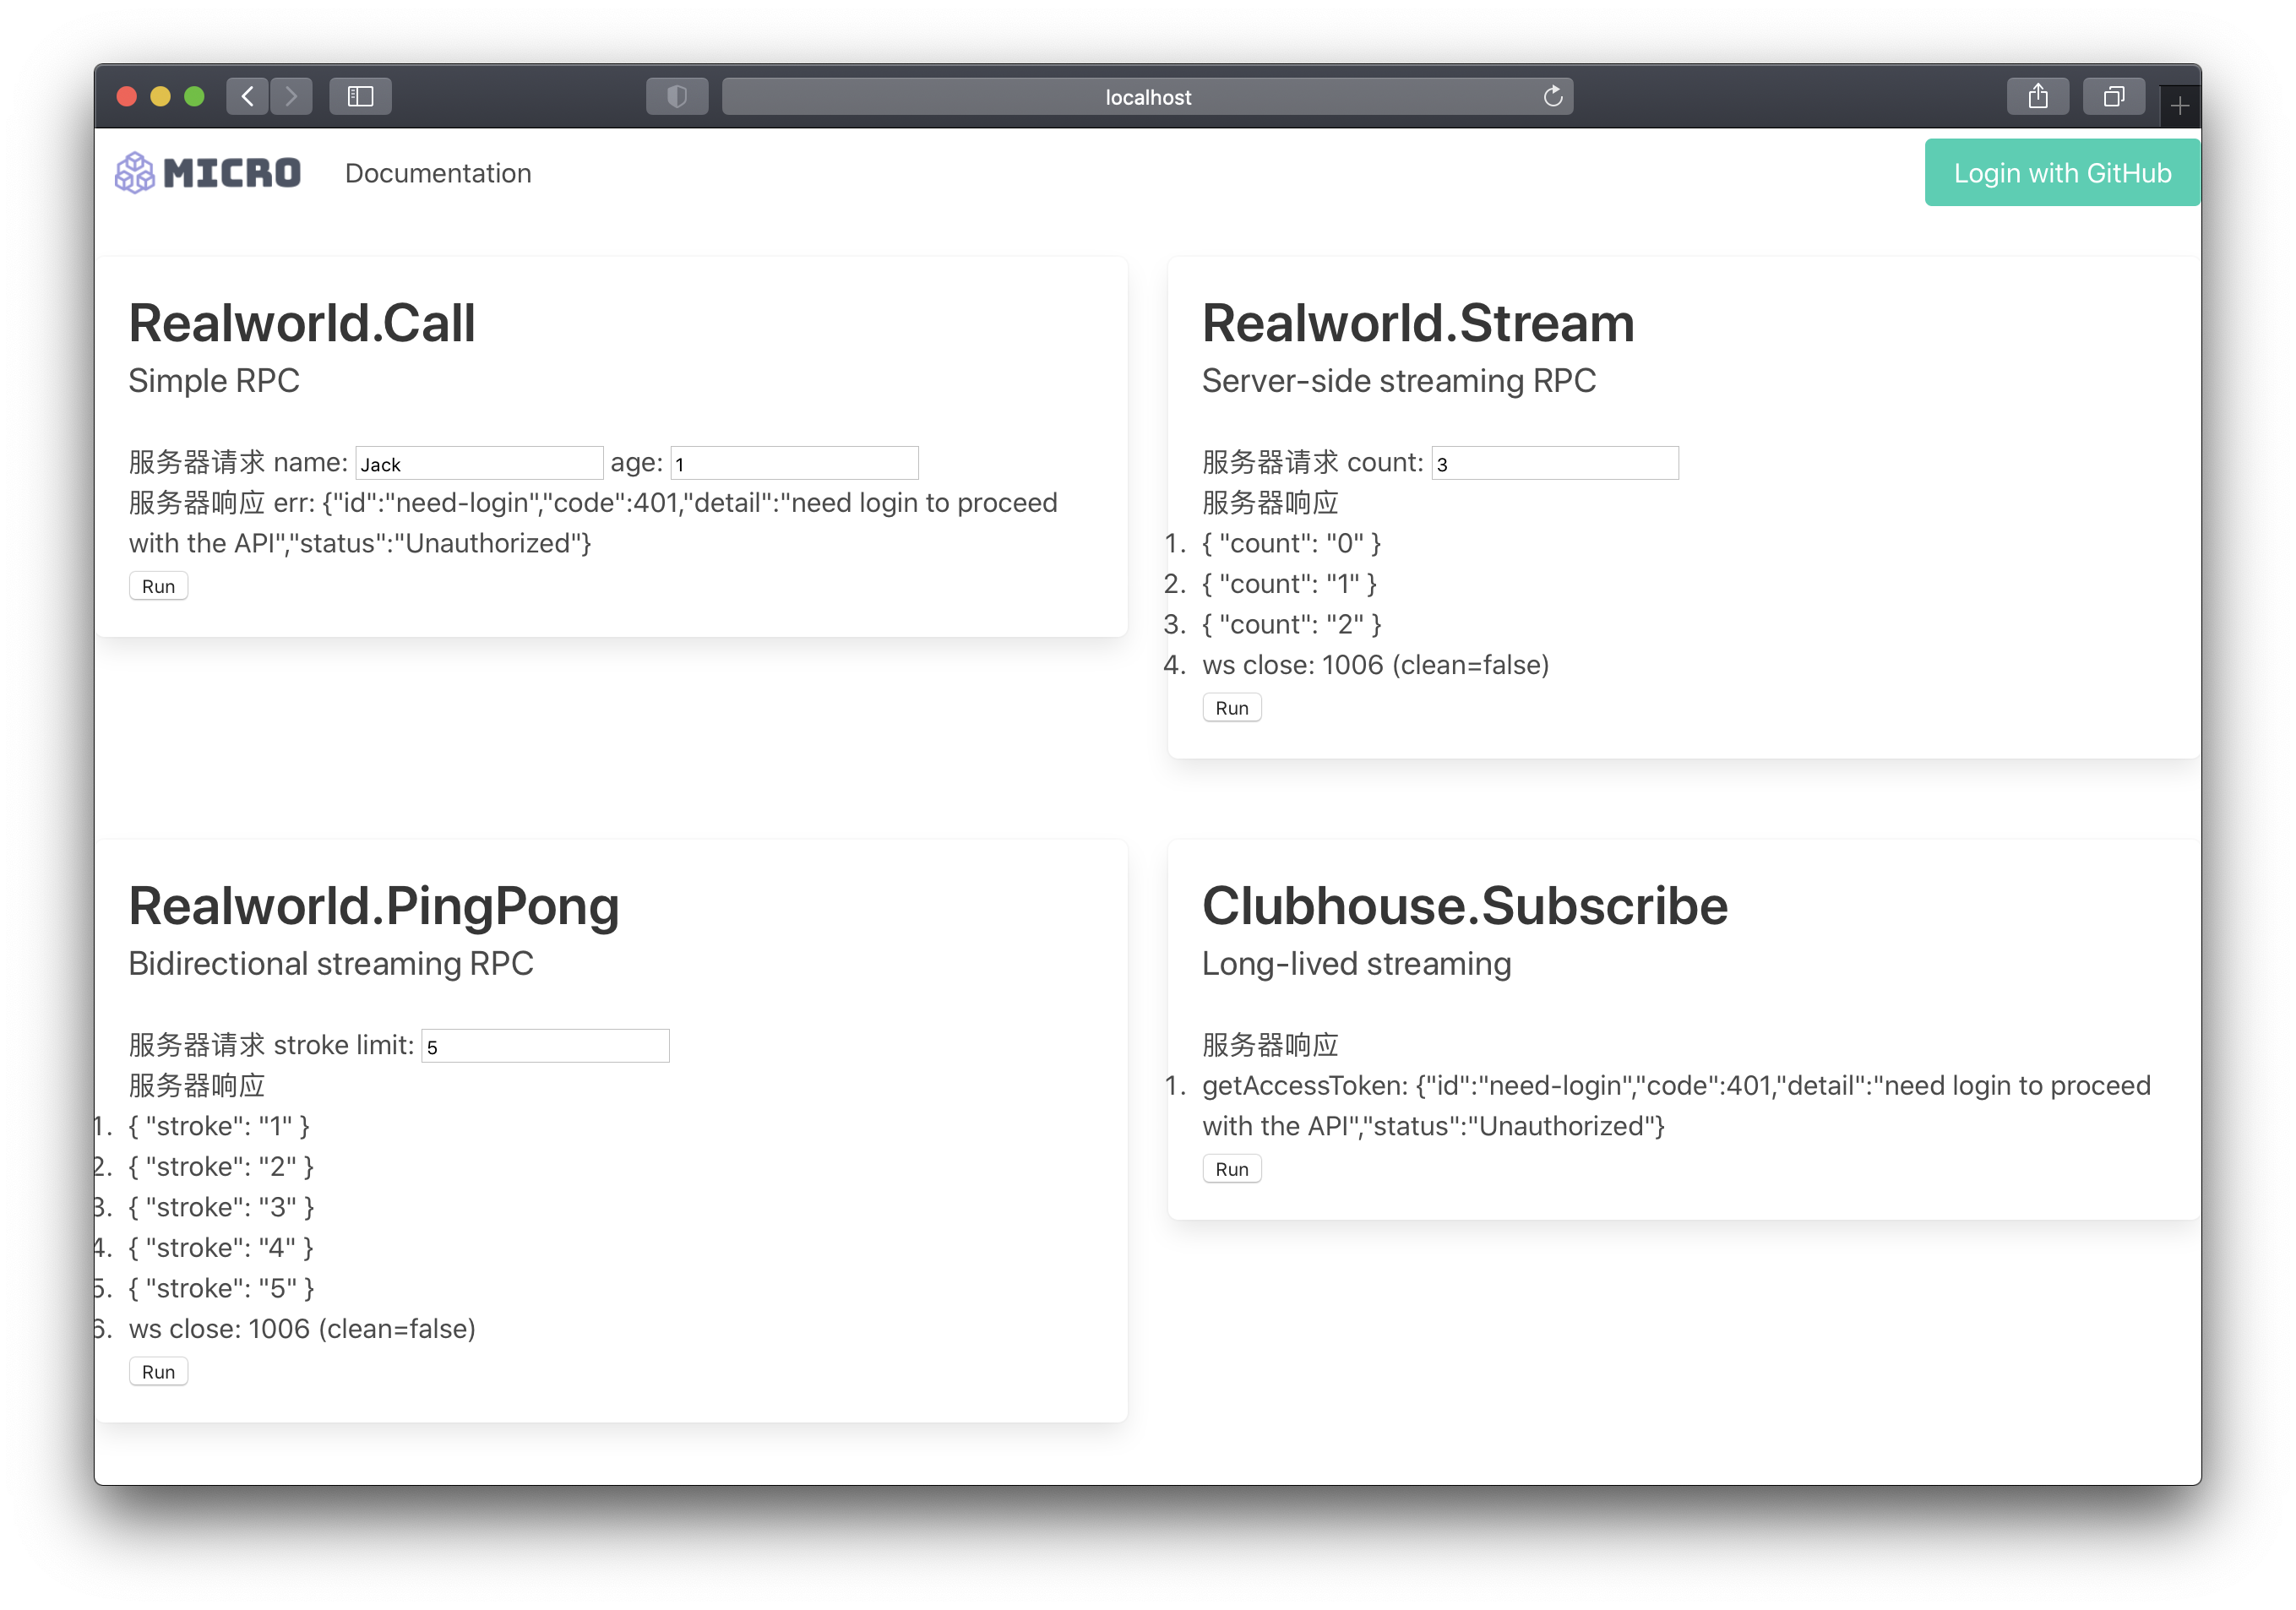 localhost
MICRO Documentation Login with GitHub
Realworld.Call
Simple RPC
服务器请求 name: Jack age: 1
服务器响应 err: {"id":"need-login","code":401,"detail":"need login to proceed
with the API","status":"Unauthorized"}
Run
Realworld.Stream
Server-side streaming RPC
服务器请求 count: 3
服务器响应
1. { "count": "0" }
2. { "count": "1" }
3. { "count": "2" }
4. ws close: 1006 (clean=false)
Run
Realworld.PingPong
Bidirectional streaming RPC
服务器请求 stroke limit: 5
服务器响应
1. { "stroke": "1" }
2. { "stroke": "2" }
3. { "stroke": "3" }
4. { "stroke": "4" }
5. { "stroke": "5" }
6. ws close: 1006 (clean=false)
Run
Clubhouse.Subscribe
Long-lived streaming
服务器响应
1. getAccessToken: {"id":"need-login","code":401,"detail":"need login to proceed
with the API","status":"Unauthorized"}
Run